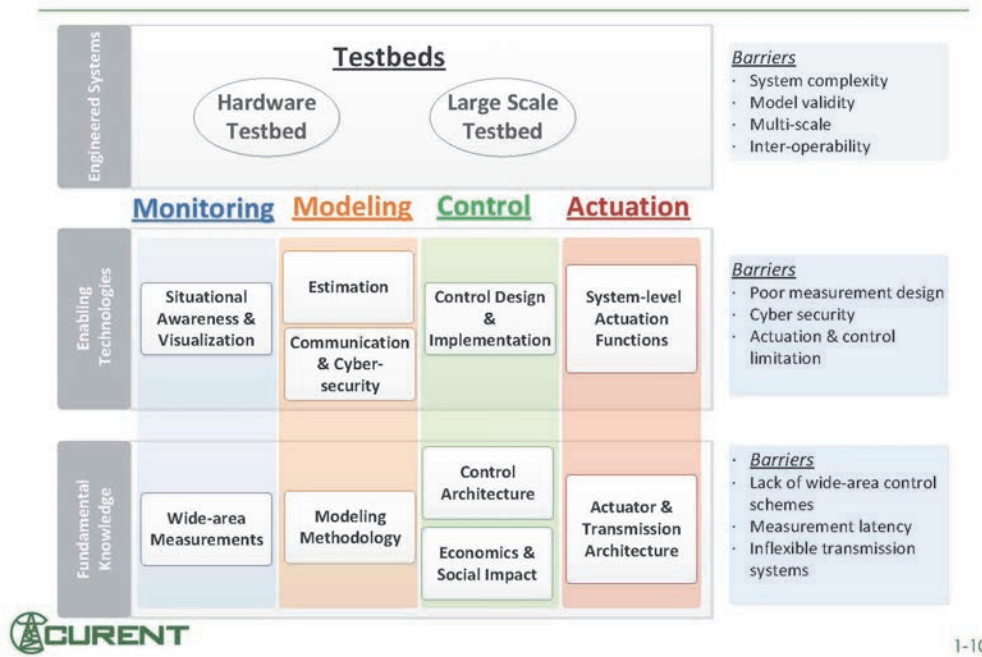 Engineered Systems
Testbeds
Hardware
Testbed
Large Scale
Testbed
Barriers
· System complexity
· Model validity
· Multi-scale
· Inter-operability
Monitoring Modeling Control Actuation
Enabling
Technologies
Situational
Awareness &
Visualization
Estimation
Communication
& Cyber-
security
Control Design
&
Implementation
System-level
Actuation
Functions
Barriers
· Poor measurement design
· Cyber security
· Actuation & control
limitation
Fundamental
Knowledge
Wide-area
Measurements
Modeling
Methodology
Control
Architecture
Economics &
Social Impact
Actuator &
Transmission
Architecture
· Barriers
· Lack of wide-area control
schemes
· Measurement latency
· Inflexible transmission
systems
CURENT
1-10